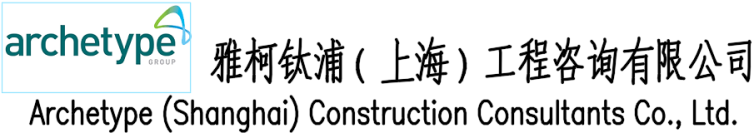 archetype
GROUP
雅柯钛浦(上海)工程咨询有限公司
Archetype (Shanghai) Construction Consultants Co., Ltd.